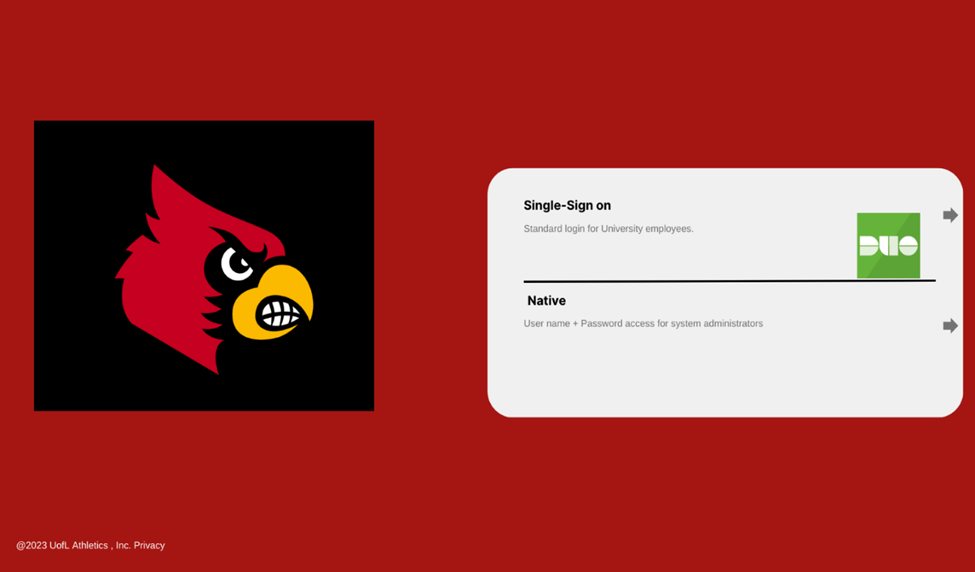 Single-Sign on
Standard login for University employees.
DUO
Native
User name + Password access for system administrators
@2023 UofL Athletics , Inc. Privacy